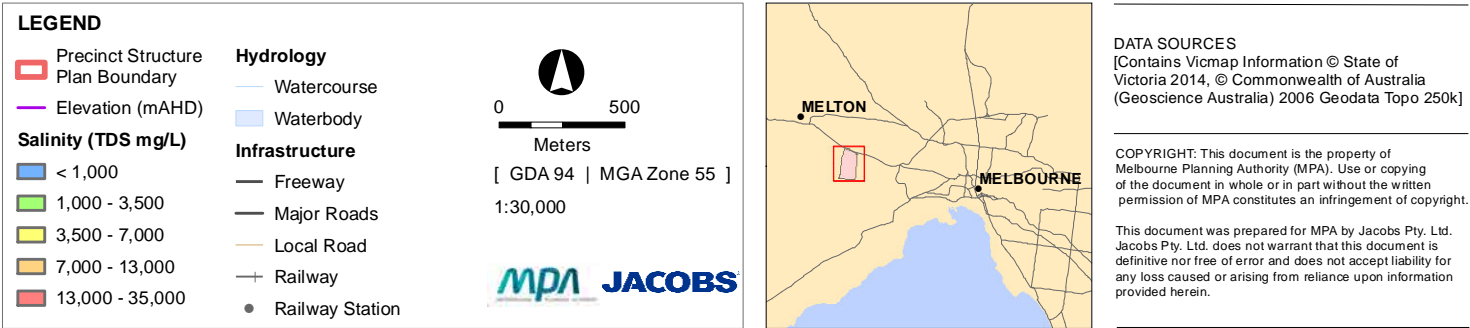 LEGEND
Precinct Structure
Plan Boundary
Elevation (mAHD)
Salinity (TDS mg/L)
< 1,000
1,000 - 3,500
3,500 - 7,000
7,000 - 13,000
13,000 - 35,000
Hydrology
Watercourse
Waterbody
Infrastructure
Freeway
Major Roads
Local Road
Railway
Railway Station
0 500
Meters
[ GDA 94 | MGA Zone 55 ]
1:30,000
MPA
JACOBS
MELTON
MELBOURNE
DATA SOURCES
[Contains Vicmap Information © State of
Victoria 2014, © Commonwealth of Australia
(Geoscience Australia) 2006 Geodata Topo 250k]
COPYRIGHT: This document is the property of
Melbourne Planning Authority (MPA). Use or copying
of the document in whole or in part without the written
permission of MPA constitutes an infringement of copyright.
This document was prepared for MPA by Jacobs Pty. Ltd.
Jacobs Pty. Ltd. does not warrant that this document is
definitive nor free of error and does not accept liability for
any loss caused or arising from reliance upon information
provided herein.